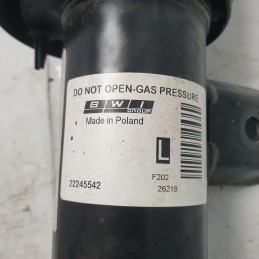 DO NOT OPEN-GAS PRESSURE
BWI
GROUP
Made in Poland
L
F202
22245542
26218